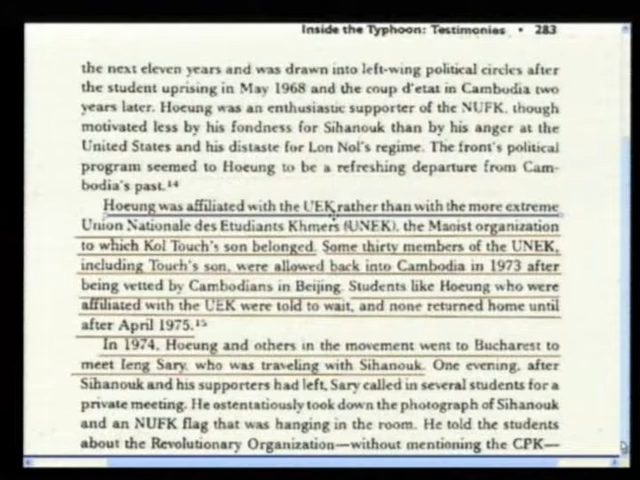 Inside the Typhoon: Testimonies • 283
the next eleven years and was drawn into left-wing political circles after
the student uprising in May 1968 and the coup d'etat in Cambodia two
years later. Hoeung was an enthusiastic supporter of the NUFK, though
motivated less by his fondness for Sihanouk than by his anger at the
United States and his distaste for Lon Nol's regime. The front's political
program seemed to Hoeung to be a refreshing departure from Cam-
bodia's past.14
Hoeung was affiliated with the UEK rather than with the more extreme
Union Nationale des Etudiants Khmers (UNEK), the Maoist organization
to which Kol Touch's son belonged. Some thirty members of the UNEK,
including Touch's son, were allowed back into Cambodia in 1973 after
being vetted by Cambodians in Beijing. Students like Hoeung who were
affiliated with the UEK were told to wait, and none returned home until
after April 1975.15
In 1974, Hoeung and others in the movement went to Bucharest to
meet Ieng Sary, who was traveling with Sihanouk. One evening, after
Sihanouk and his supporters had left, Sary called in several students for a
private meeting. He ostentatiously took down the photograph of Sihanouk
and an NUFK flag that was hanging in the room. He told the students
about the Revolutionary Organization—without mentioning the CPK—